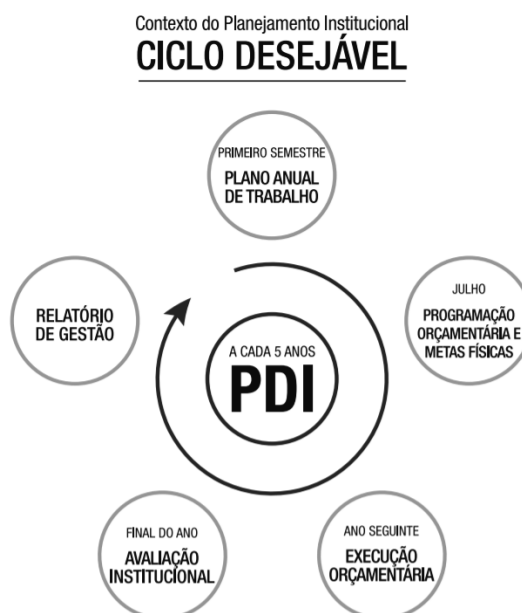 Contexto do Planejamento Institucional
CICLO DESEJÁVEL
PRIMEIRO SEMESTRE
PLANO ANUAL
DE TRABALHO
JULHO
PROGRAMAÇÃO
ORÇAMENTÁRIA E
METAS FÍSICAS
ANO SEGUINTE
EXECUÇÃO
ORÇAMENTÁRIA
FINAL DO ANO
AVALIAÇÃO
INSTITUCIONAL
RELATÓRIO
DE GESTÃO
A CADA 5 ANOS
PDI